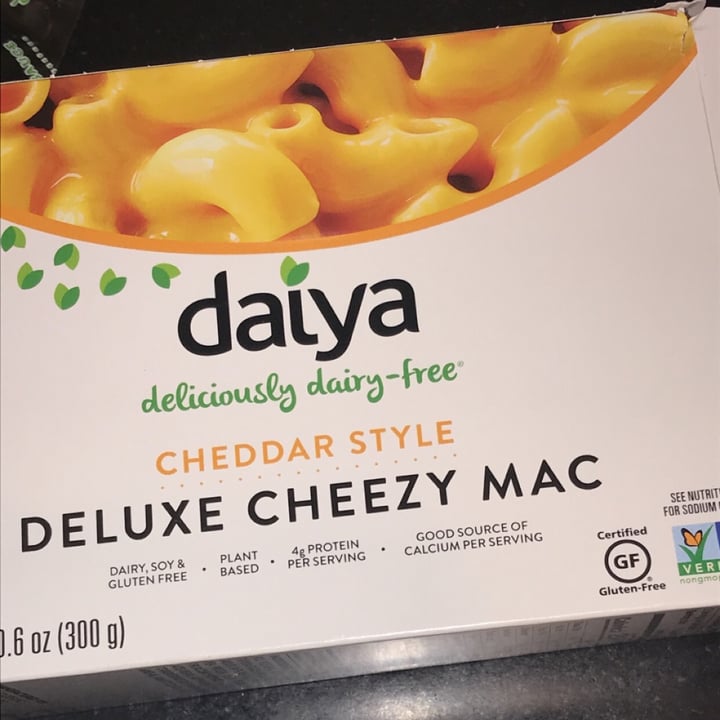 daiya
deliciously dairy-free®
CHEDDAR STYLE
DELUXE CHEEZY MAC
DAIRY, SOY &
GLUTEN FREE
•
PLANT
BASED
•
4g PROTEIN
PER SERVING
•
GOOD SOURCE OF
CALCIUM PER SERVING
SEE
FOR SODIUM
Certified
GF
®
Gluten-Free
.6 oz (300 g)